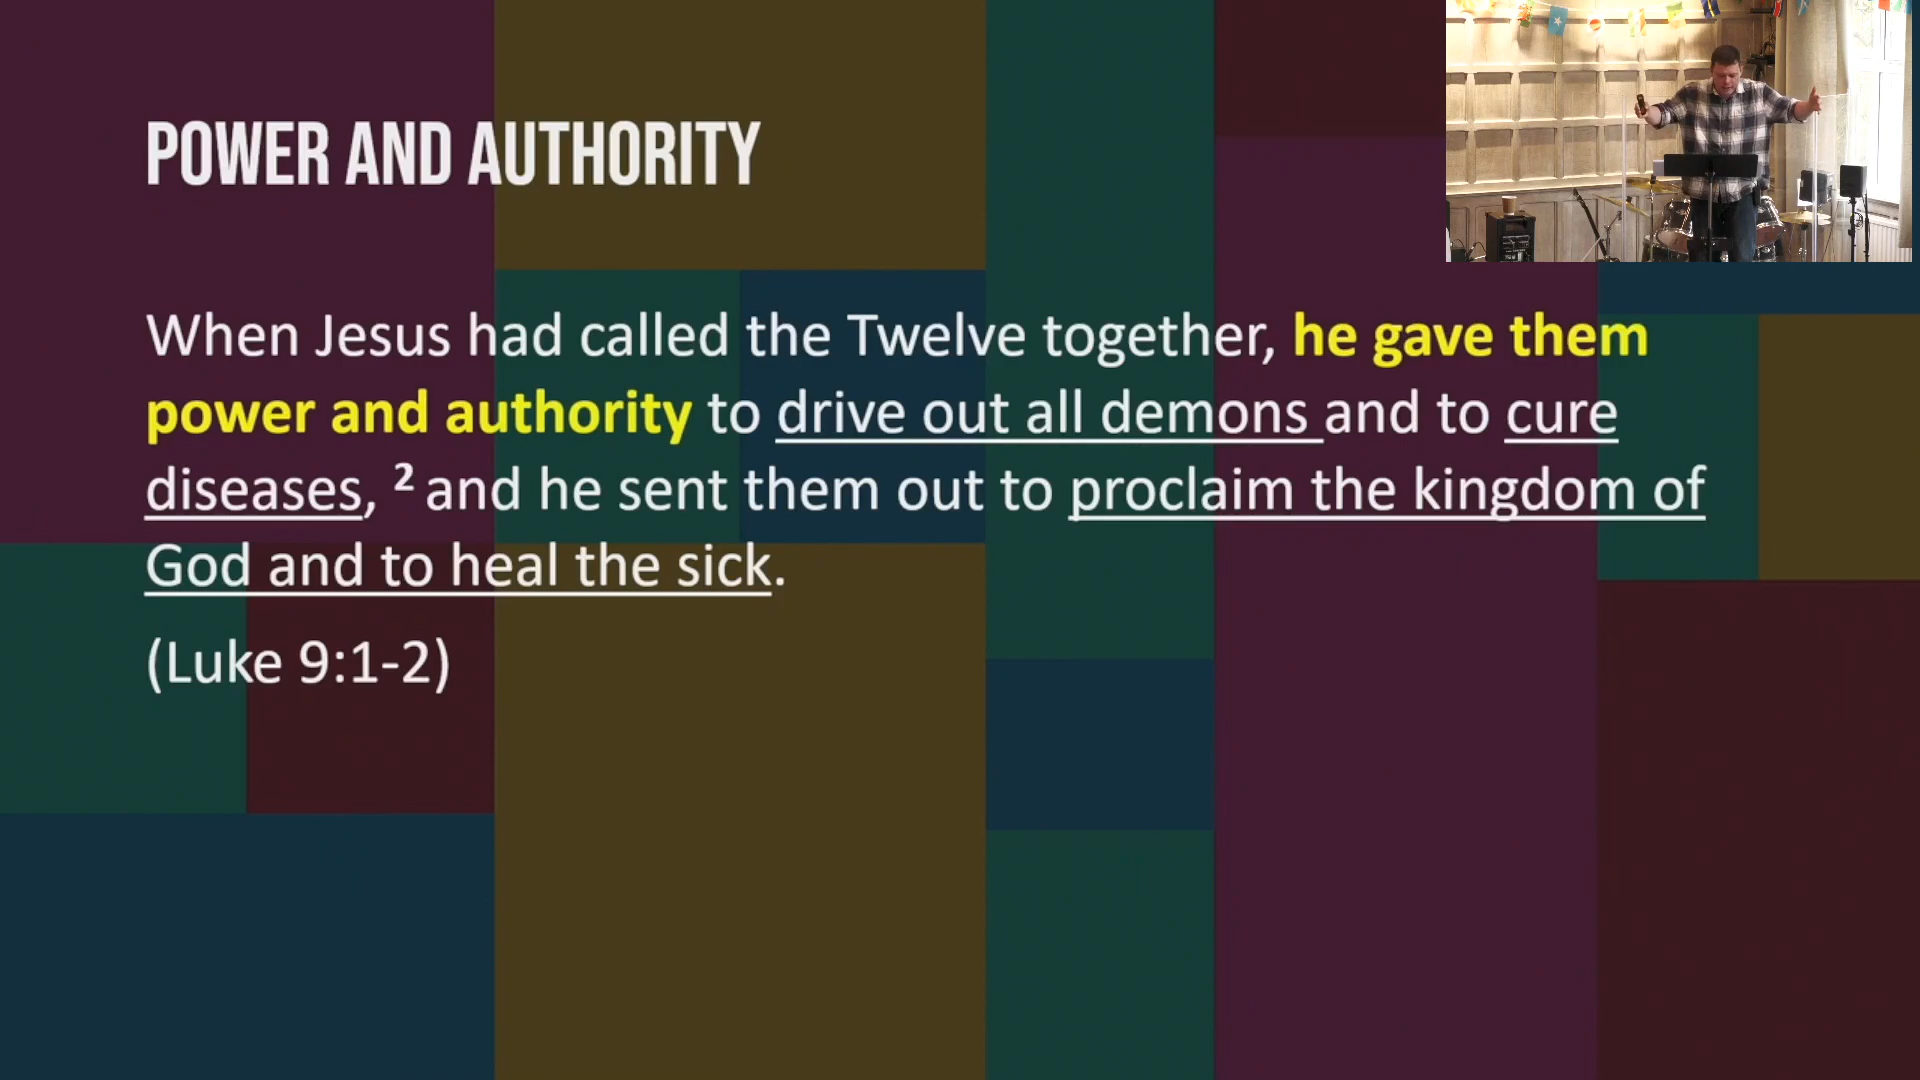 POWER AND AUTHORITY
When Jesus had called the Twelve together, he gave them
power and authority to drive out all demons and to cure
diseases, ² and he sent them out to proclaim the kingdom of
God and to heal the sick.
(Luke 9:1-2)